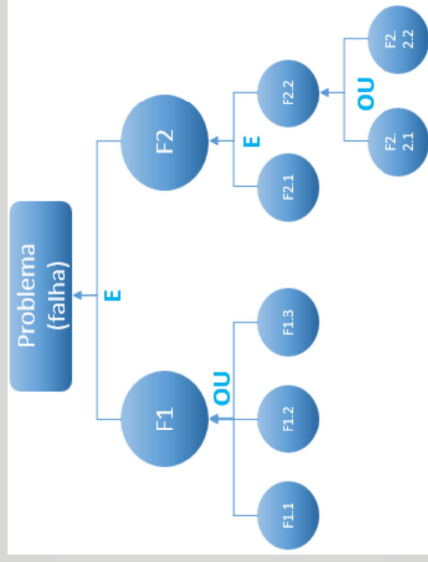 Problema
(falha)
E
F1
F2
OU
E
F1.1
F1.2
F1.3
F2.1
F2.2
OU
F2.
2.1
F2.
2.2